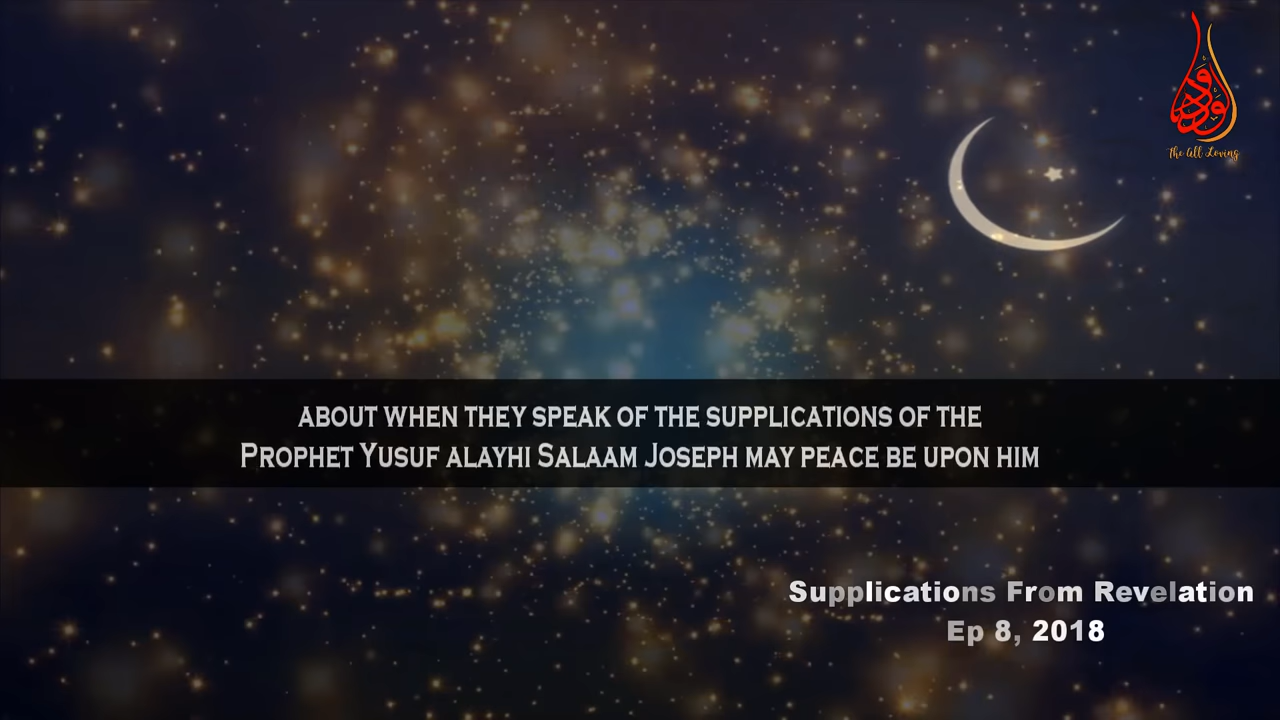 The All Loving
ABOUT WHEN THEY SPEAK OF THE SUPPLICATIONS OF THE
PROPHET YUSUF ALAYHI SALAAM JOSEPH MAY PEACE BE UPON HIM
Supplications From Revelation
Ep 8, 2018